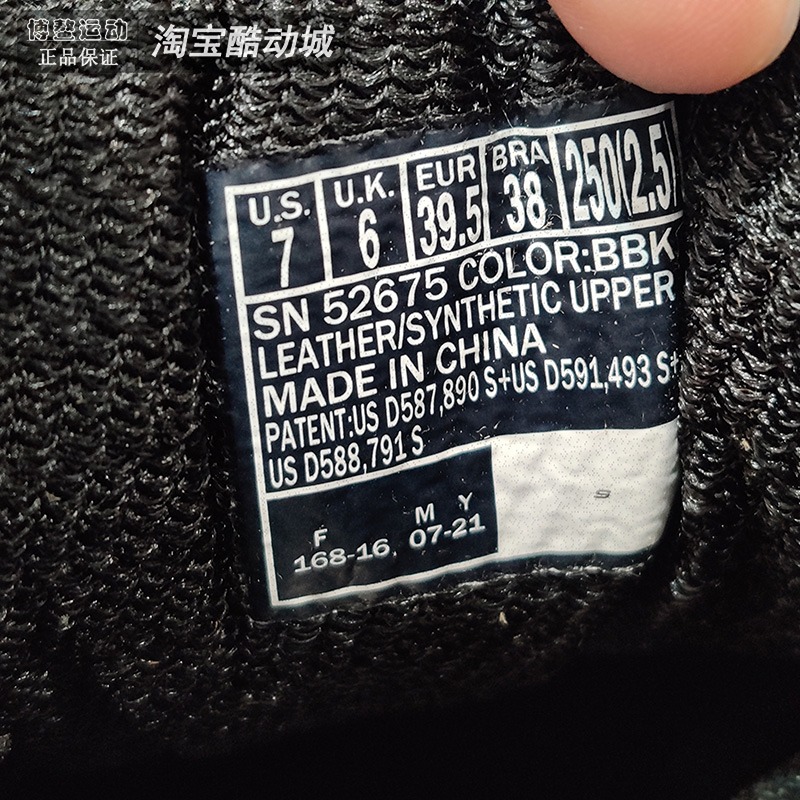 博整运动
正品保证
淘宝酷动城
U.S. U.K. EUR BRA 250(2.5)
7 6 39.5 38
SN 52675 COLOR:BBK
LEATHER/SYNTHETIC UPPER
MADE IN CHINA
PATENT:US D587,890 S+US D591,493 S+
US D588,791 S
F M Y
168-16, 07-21
S